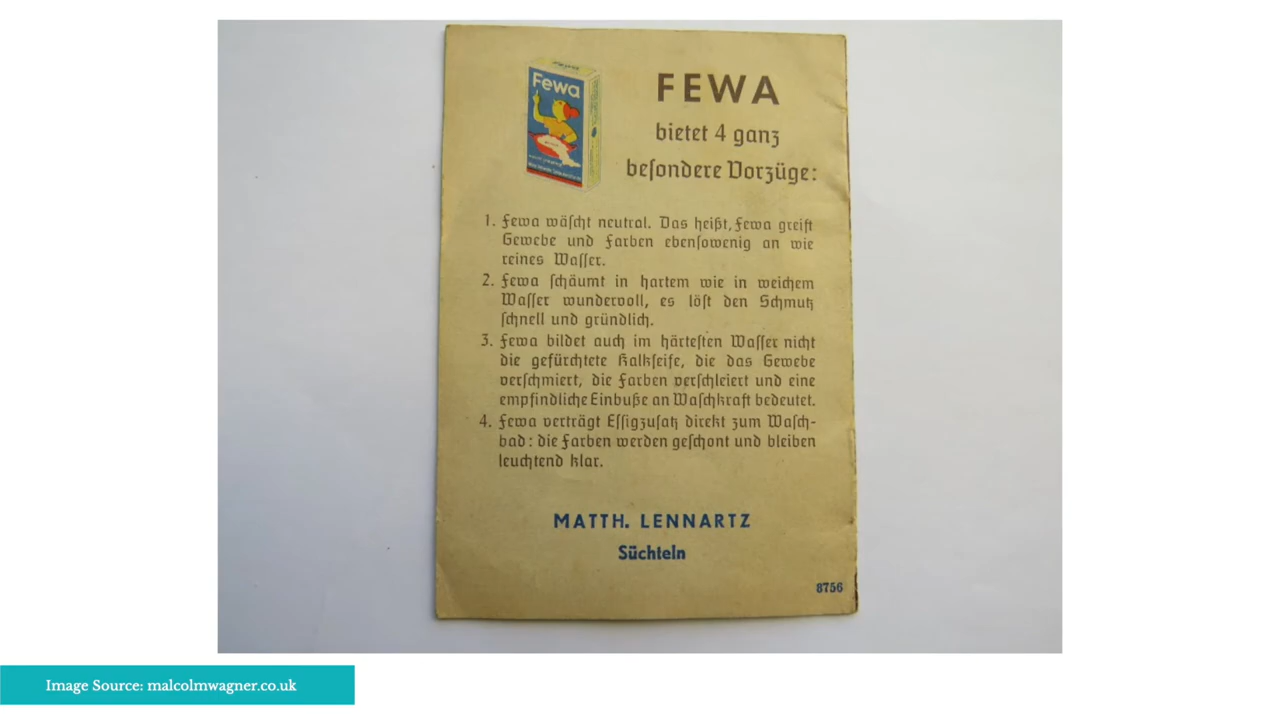 Fewa
FEWA
bietet 4 ganz
beſondere Vorzüge:
1. Fewa wäſcht neutral. Das heißt, Fewa greift
Gewebe und Farben ebenſowenig an wie
reines Waſſer.
2. Fewa ſchäumt in hartem wie in weichem
Waſſer wundervoll, es löſt den Schmutz
ſchnell und gründlich.
3. Fewa bildet auch im härteſten Waſſer nicht
die gefürchtete Kalkſeife, die das Gewebe
verſchmiert, die Farben verſchleiert und eine
empfindliche Einbuße an Waſchkraft bedeutet.
4. Fewa verträgt Eſſigzuſatz direkt zum Waſch-
bad: die Farben werden geſchont und bleiben
leuchtend klar.
MATTH. LENNARTZ
Süchteln
8756
Image Source: malcolmwagner.co.uk